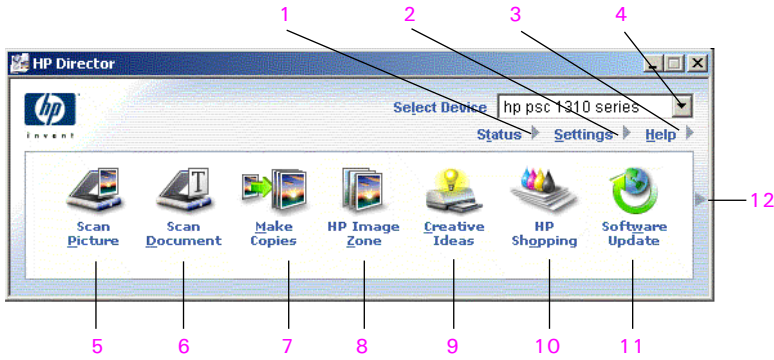 1 2 3 4
HP Director
hp
invent
Select Device hp psc 1310 series
Status Settings Help
T
12
Scan Picture
Scan Document
Make Copies
HP Image Zone
Creative Ideas
HP Shopping
Software Update
5 6 7 8 9 10 11